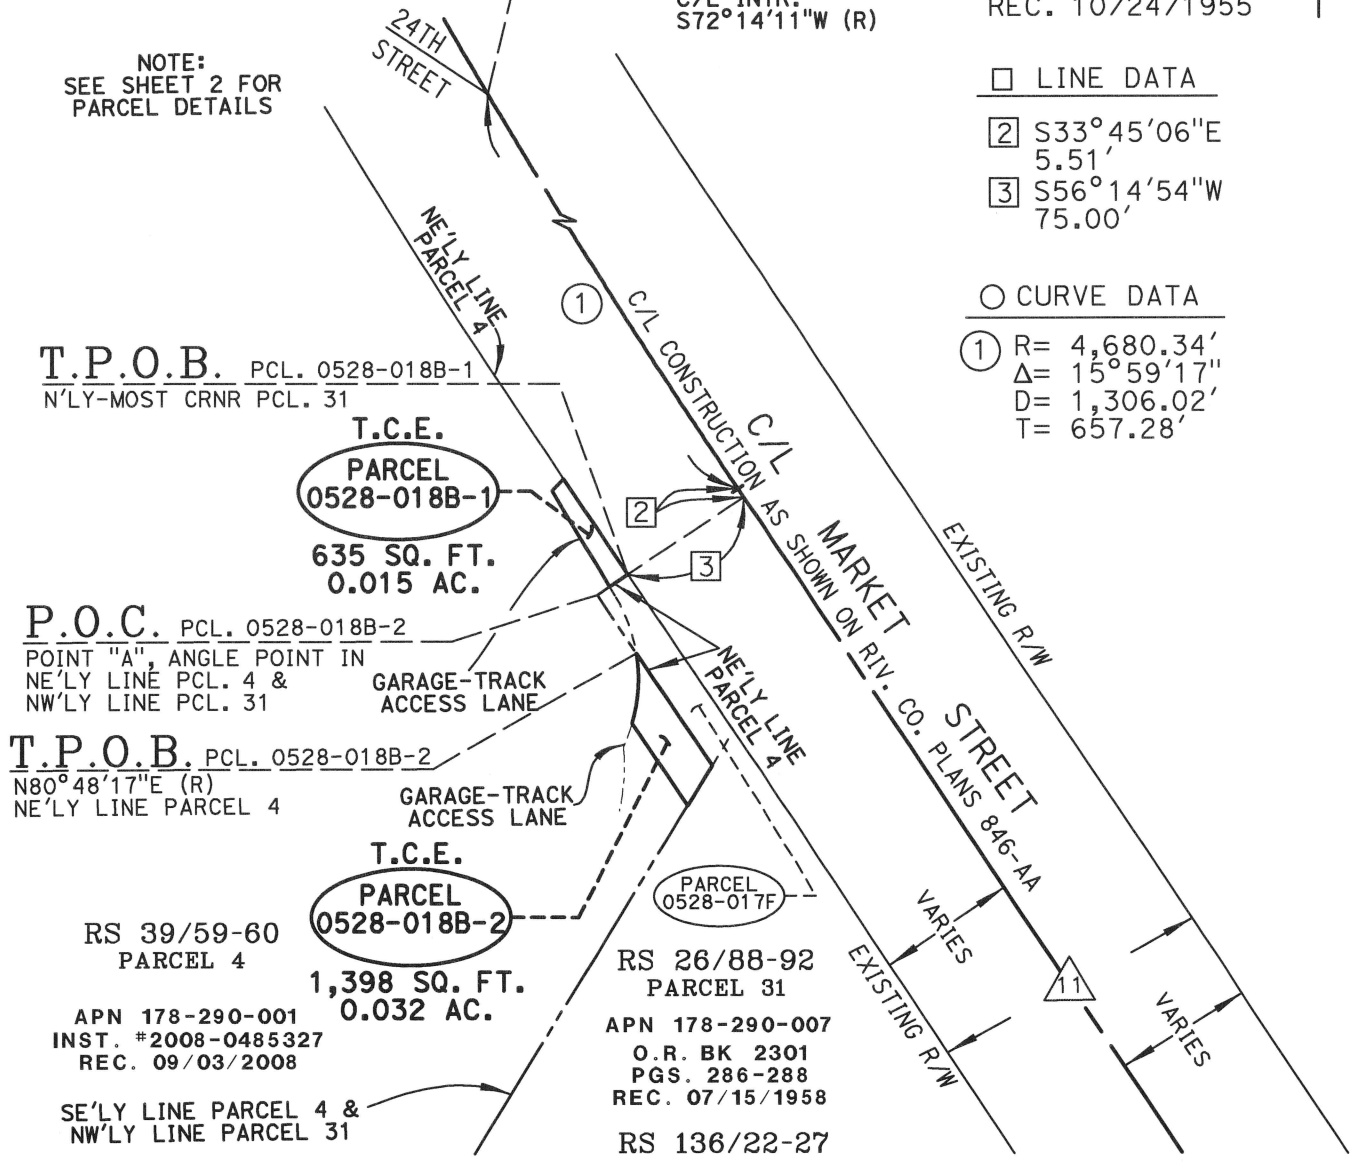 C/L INTR.
S72°14'11"W (R)
REC. 10/24/1955
24TH
STREET
NOTE:
SEE SHEET 2 FOR
PARCEL DETAILS
□ LINE DATA
2 S33°45'06"E
5.51'
3 S56°14'54"W
75.00'
○ CURVE DATA
1 R= 4,680.34'
Δ= 15°59'17"
D= 1,306.02'
T= 657.28'
NE'LY LINE
PARCEL 4
1
C/L CONSTRUCTION AS SHOWN ON RIV. CO. PLANS 846-AA
C/L MARKET STREET
T.P.O.B. PCL. 0528-018B-1
N'LY-MOST CRNR PCL. 31
T.C.E.
PARCEL
0528-018B-1
635 SQ. FT.
0.015 AC.
2
3
EXISTING R/W
P.O.C. PCL. 0528-018B-2
POINT "A", ANGLE POINT IN
NE'LY LINE PCL. 4 &
NW'LY LINE PCL. 31
GARAGE-TRACK
ACCESS LANE
NE'LY LINE
PARCEL 4
T.P.O.B. PCL. 0528-018B-2
N80°48'17"E (R)
NE'LY LINE PARCEL 4
GARAGE-TRACK
ACCESS LANE
T.C.E.
PARCEL
0528-018B-2
1,398 SQ. FT.
0.032 AC.
PARCEL
0528-017F
RS 39/59-60
PARCEL 4
APN 178-290-001
INST. #2008-0485327
REC. 09/03/2008
SE'LY LINE PARCEL 4 &
NW'LY LINE PARCEL 31
RS 26/88-92
PARCEL 31
APN 178-290-007
O.R. BK 2301
PGS. 286-288
REC. 07/15/1958
RS 136/22-27
EXISTING R/W
VARIES
11
VARIES